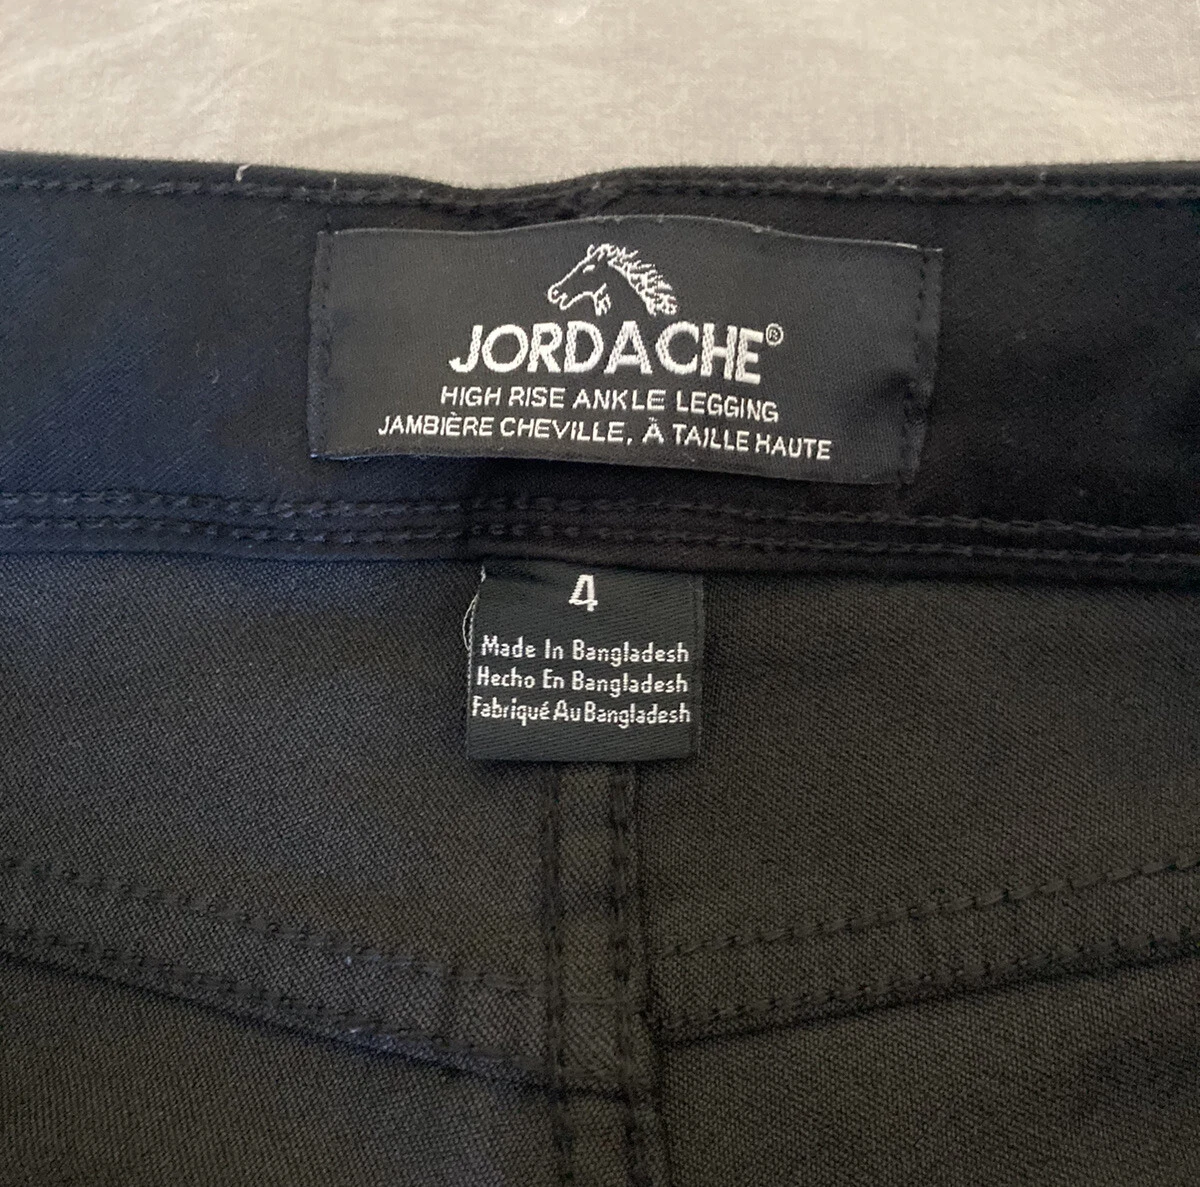 JORDACHE®
HIGH RISE ANKLE LEGGING
JAMBIÈRE CHEVILLE, À TAILLE HAUTE
4
Made In Bangladesh
Hecho En Bangladesh
Fabriqué Au Bangladesh